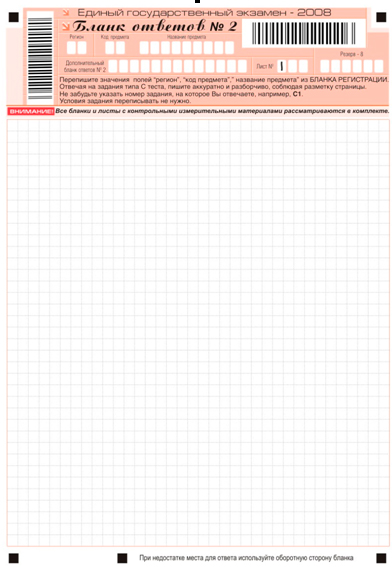 Единый государственный экзамен - 2008
Бланк ответов № 2
Регион Код предмета Название предмета
Резерв - 8
Дополнительный
бланк ответов № 2
Лист № 1
Перепишите значения полей "регион", "код предмета"," название предмета" из БЛАНКА РЕГИСТРАЦИИ.
Отвечая на задания типа С теста, пишите аккуратно и разборчиво, соблюдая разметку страницы.
Не забудьте указать номер задания, на которое Вы отвечаете, например, С1.
Условия задания переписывать не нужно.
ВНИМАНИЕ! Все бланки и листы с контрольными измерительными материалами рассматриваются в комплекте.
При недостатке места для ответа используйте оборотную сторону бланка